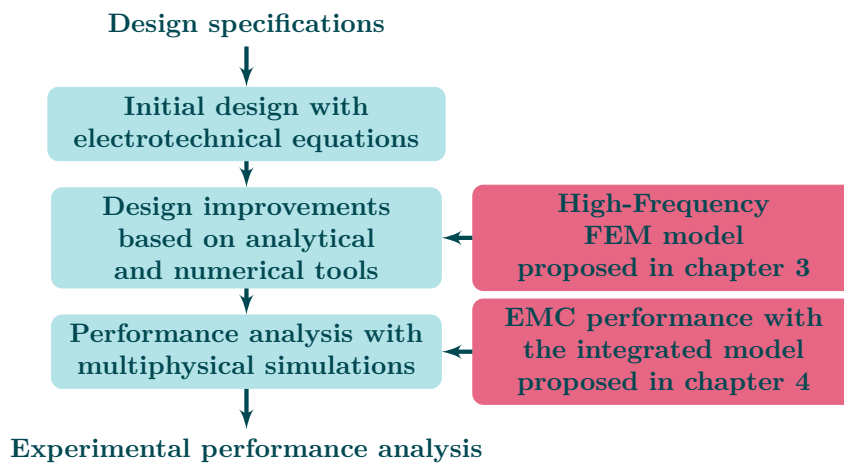 Design specifications
Initial design with
electrotechnical equations
Design improvements
based on analytical
and numerical tools
High-Frequency
FEM model
proposed in chapter 3
Performance analysis with
multiphysical simulations
EMC performance with
the integrated model
proposed in chapter 4
Experimental performance analysis